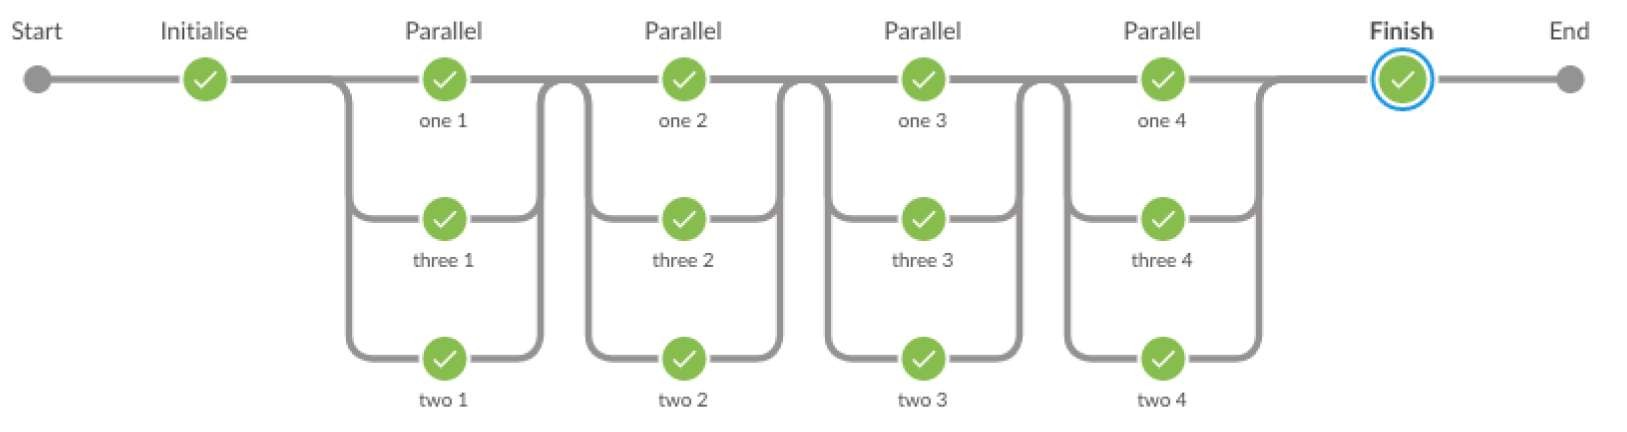 Start Initialise Parallel Parallel Parallel Parallel Finish End
one 1 one 2 one 3 one 4
three 1 three 2 three 3 three 4
two 1 two 2 two 3 two 4